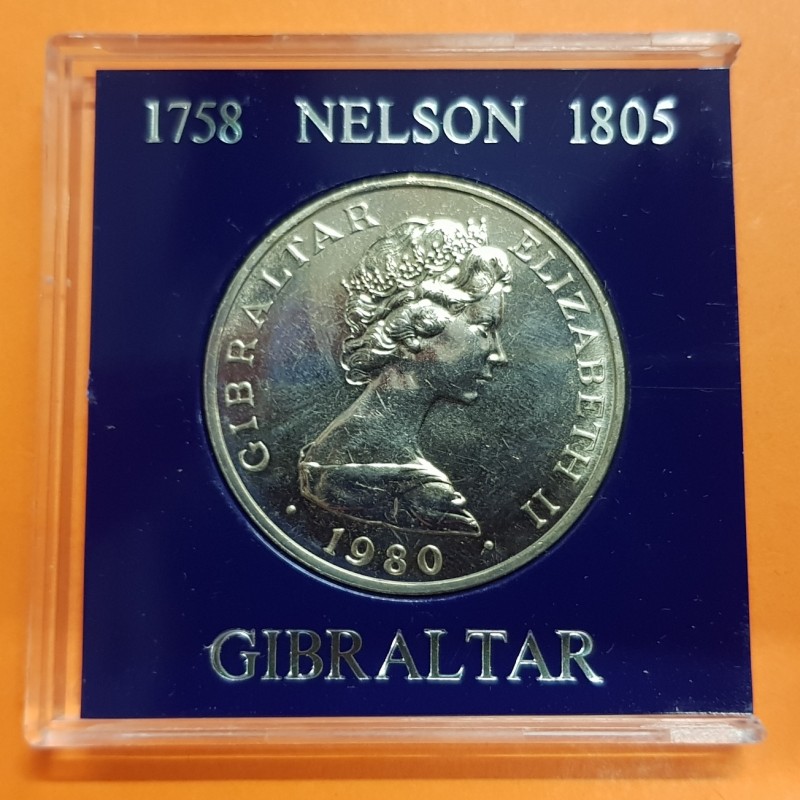 1758 NELSON 1805
GIBRALTAR ELIZABETH II
· 1980 ·
GIBRALTAR